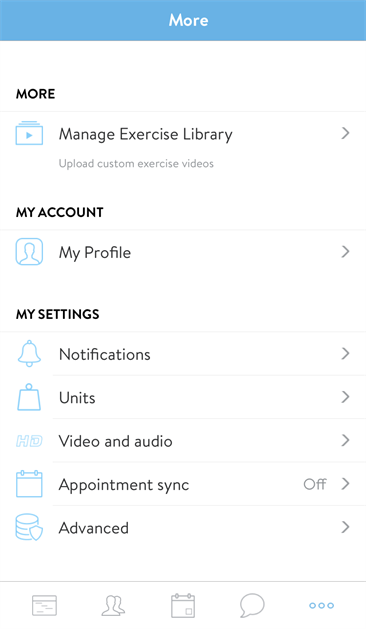 More
MORE
Manage Exercise Library
Upload custom exercise videos
MY ACCOUNT
My Profile
MY SETTINGS
Notifications
Units
HD Video and audio
Appointment sync Off
Advanced